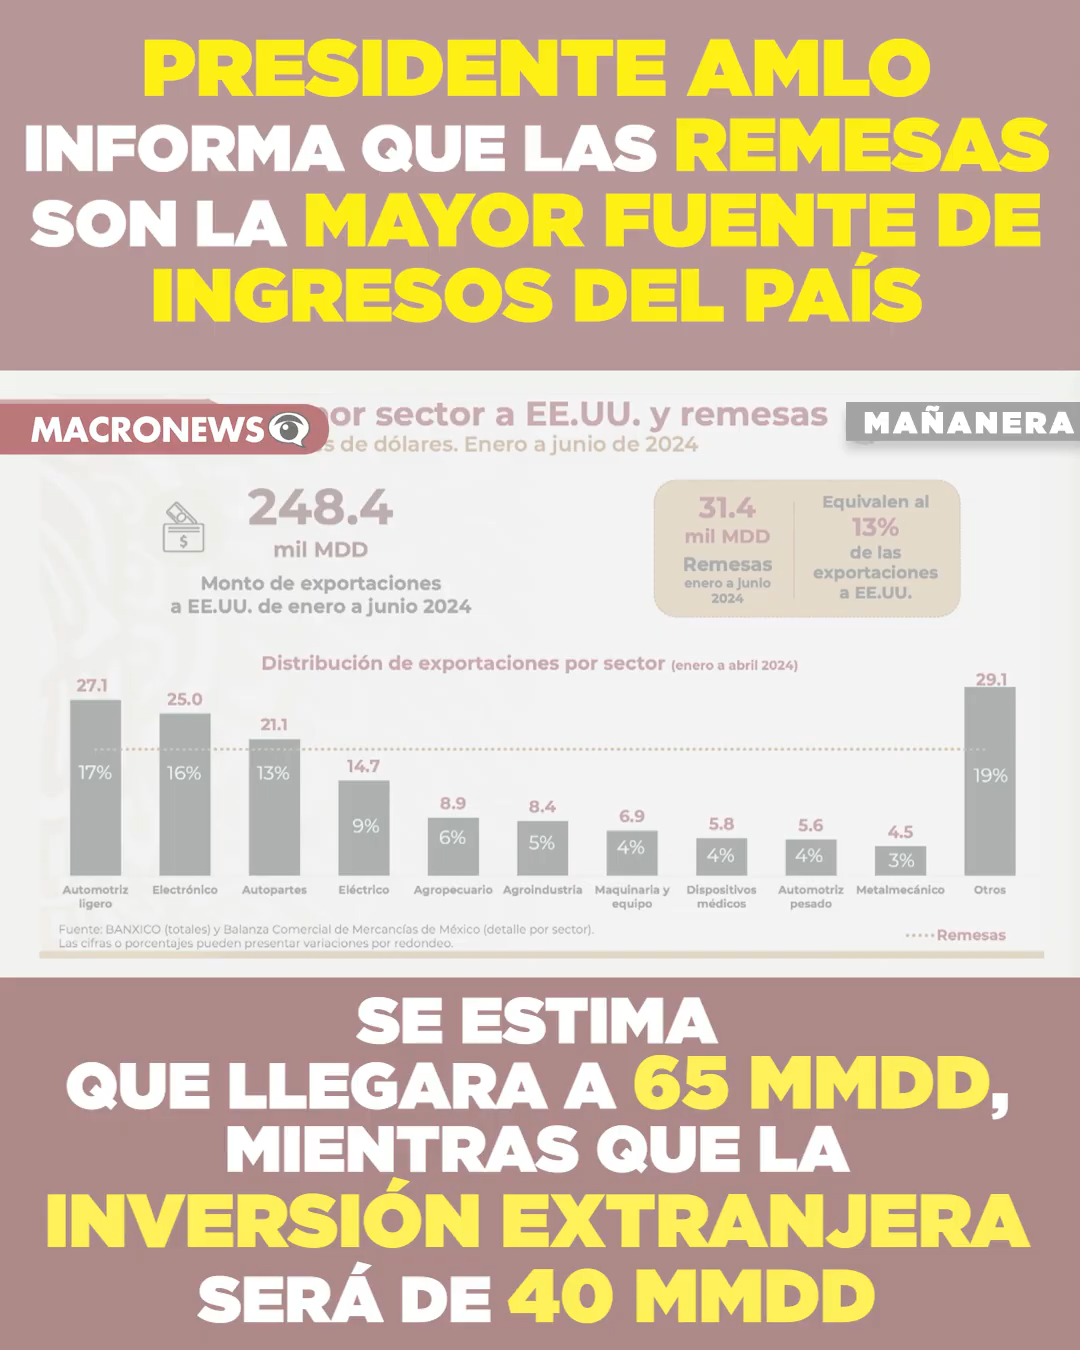 PRESIDENTE AMLO
INFORMA QUE LAS REMESAS
SON LA MAYOR FUENTE DE
INGRESOS DEL PAÍS
MACRONEWS
por sector a EE.UU. y remesas
MAÑANERA
de dólares. Enero a junio de 2024
248.4
mil MDD
Monto de exportaciones
a EE.UU. de enero a junio 2024
$
31.4
mil MDD
Remesas
enero a junio
2024
Equivalen al
13%
de las
exportaciones
a EE.UU.
Distribución de exportaciones por sector (enero a abril 2024)
27.1 25.0 21.1 14.7 8.9 8.4 6.9 5.8 5.6 4.5 29.1
17% 16% 13% 9% 6% 5% 4% 4% 4% 3% 19%
Automotriz ligero Electrónico Autopartes Eléctrico Agropecuario Agroindustria Maquinaria y equipo Dispositivos médicos Automotriz pesado Metalmecánico Otros
Fuente: BANXICO (totales) y Balanza Comercial de Mercancías de México (detalle por sector).
Las cifras o porcentajes pueden presentar variaciones por redondeo.
Remesas
SE ESTIMA
QUE LLEGARA A 65 MMDD,
MIENTRAS QUE LA
INVERSIÓN EXTRANJERA
SERÁ DE 40 MMDD